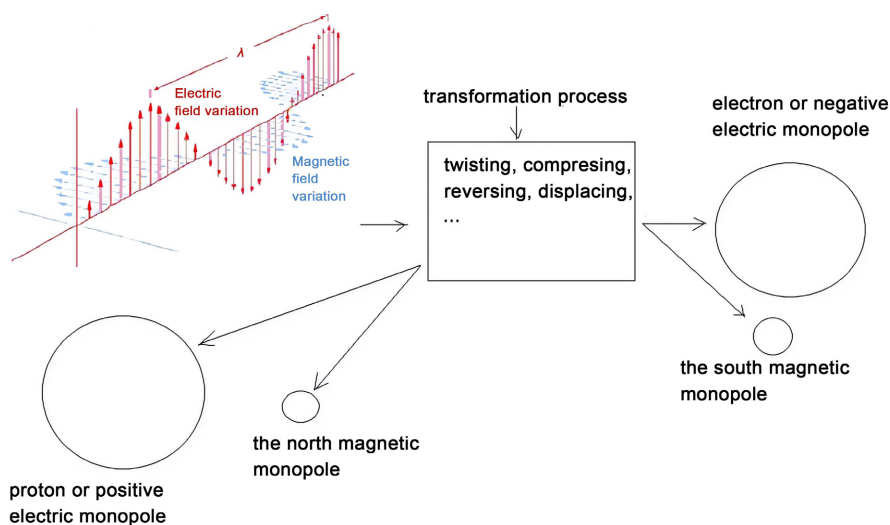 λ
Electric
field variation
Magnetic
field
variation
transformation process
twisting, compresing,
reversing, displacing,
...
electron or negative
electric monopole
the south magnetic
monopole
the north magnetic
monopole
proton or positive
electric monopole